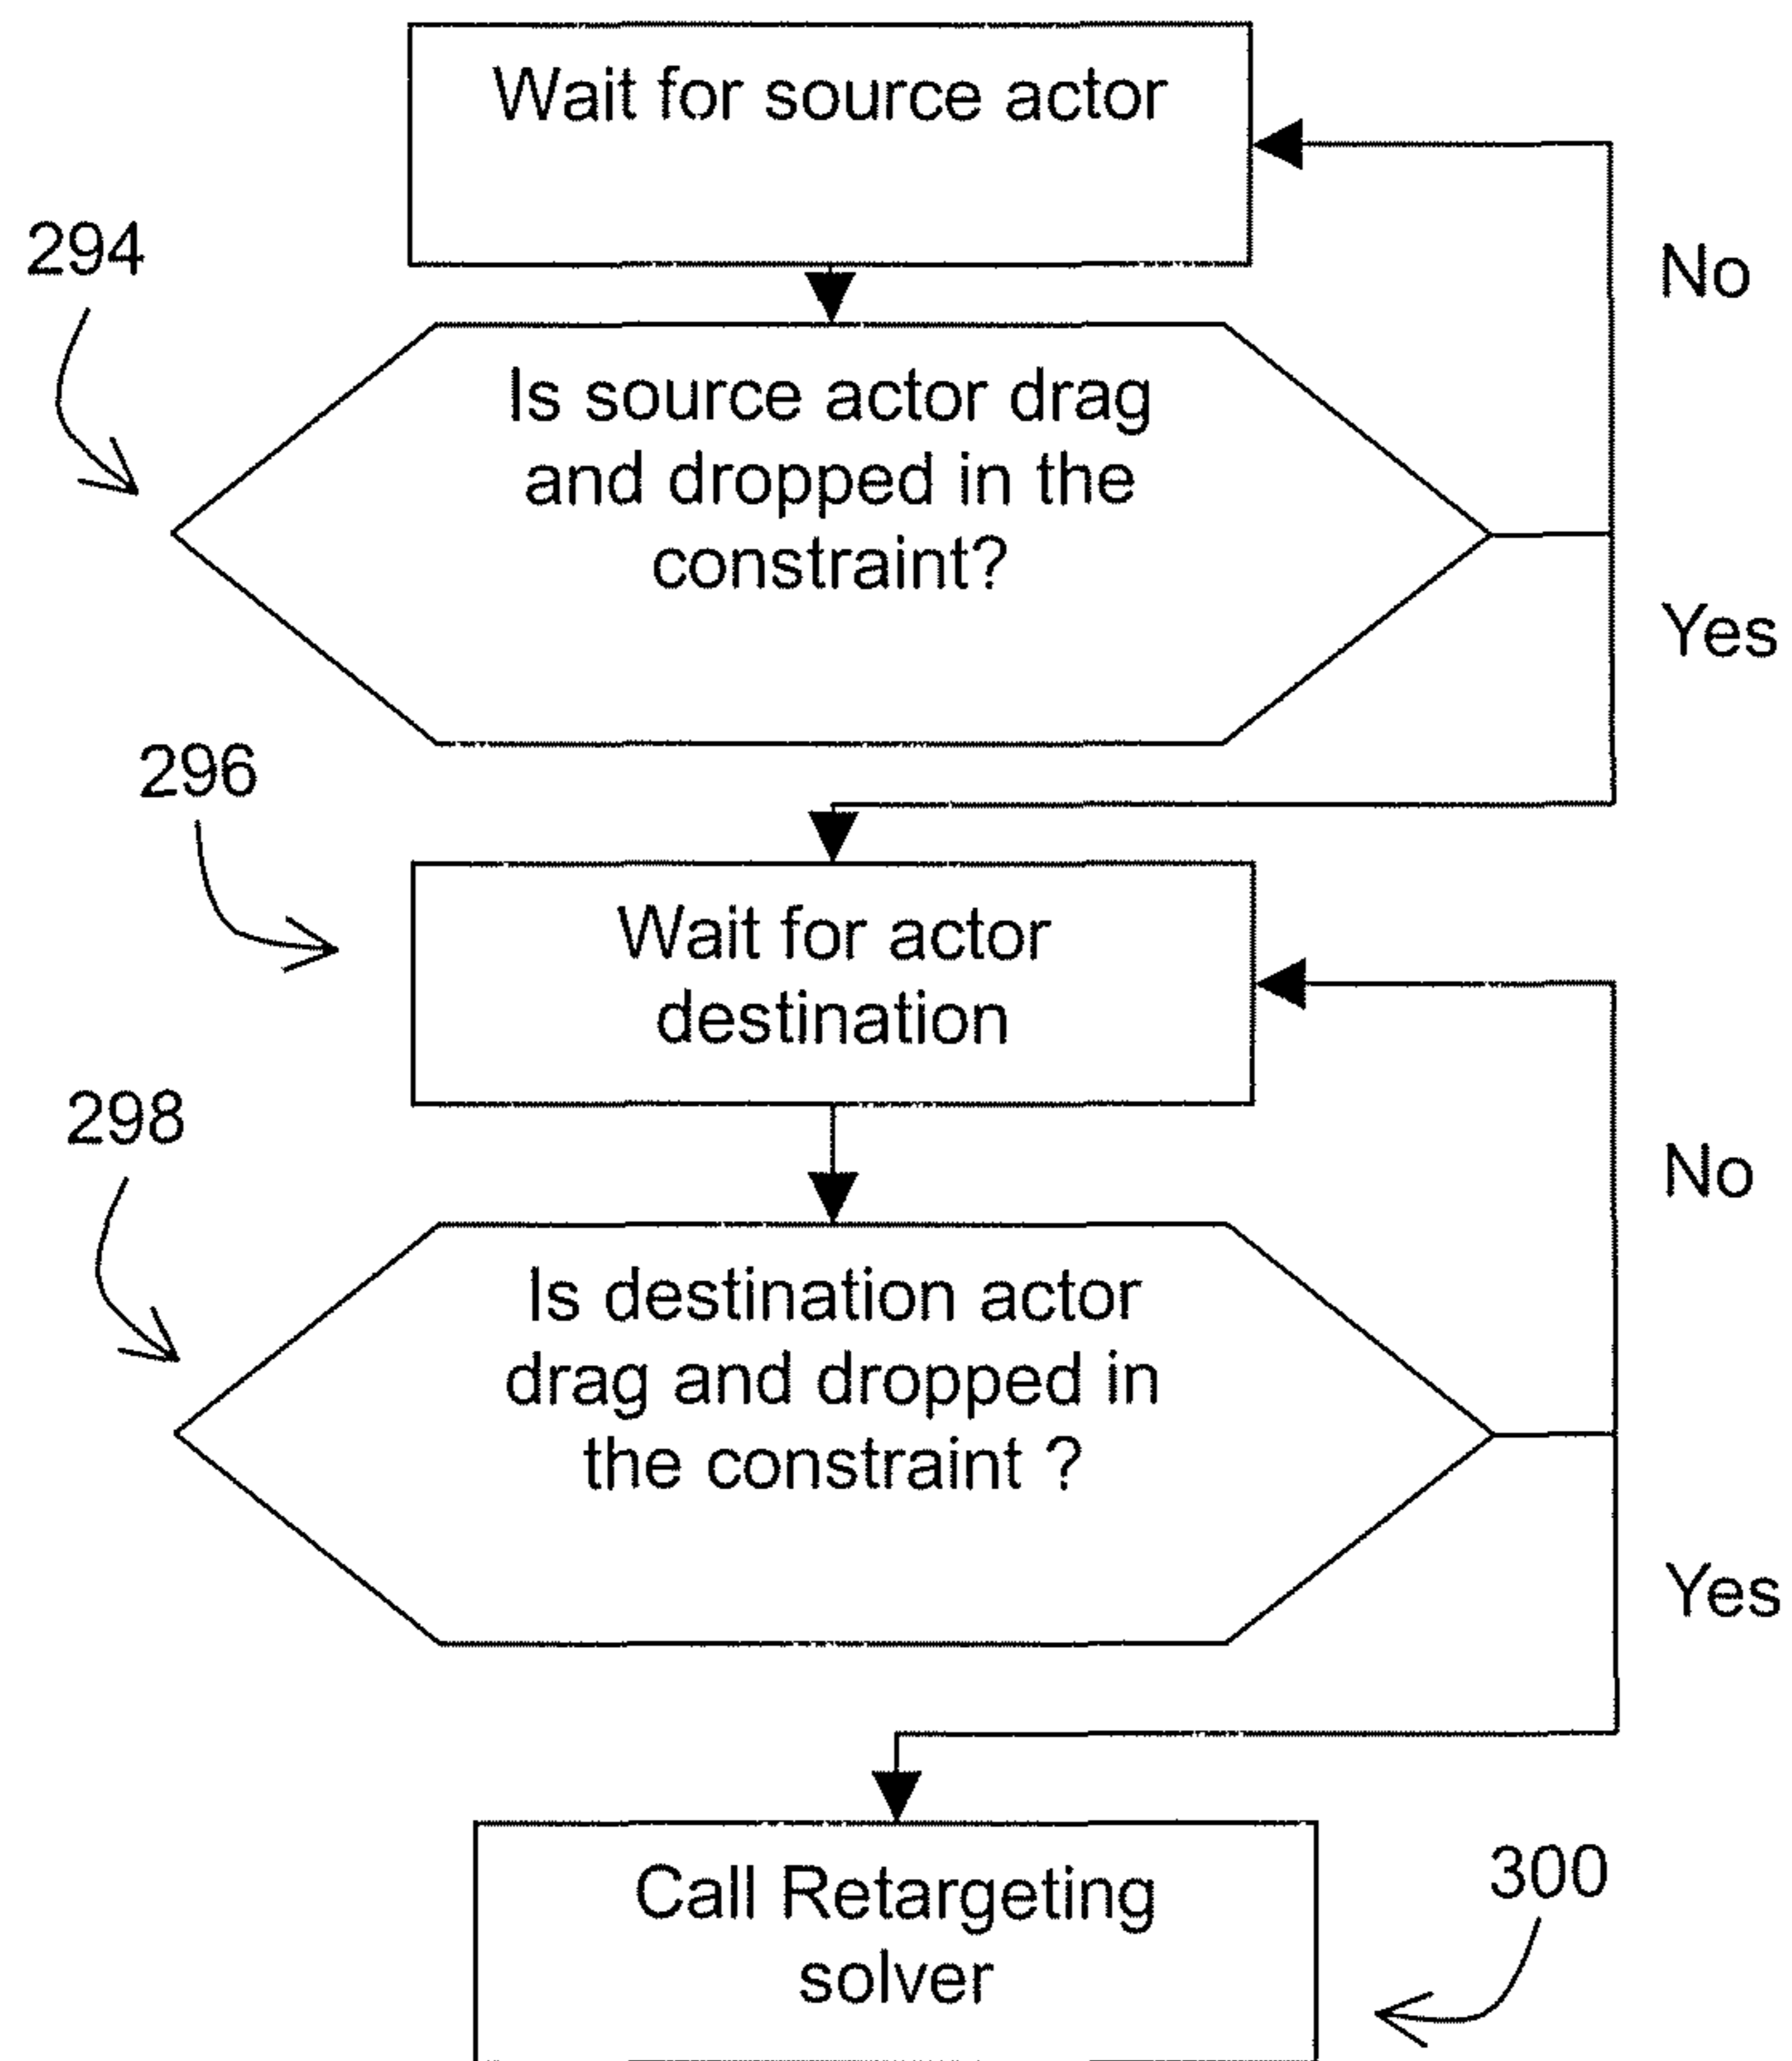 Wait for source actor
294
No
Is source actor drag
and dropped in the
constraint?
Yes
296
Wait for actor
destination
298
No
Is destination actor
drag and dropped in
the constraint ?
Yes
Call Retargeting
solver
300